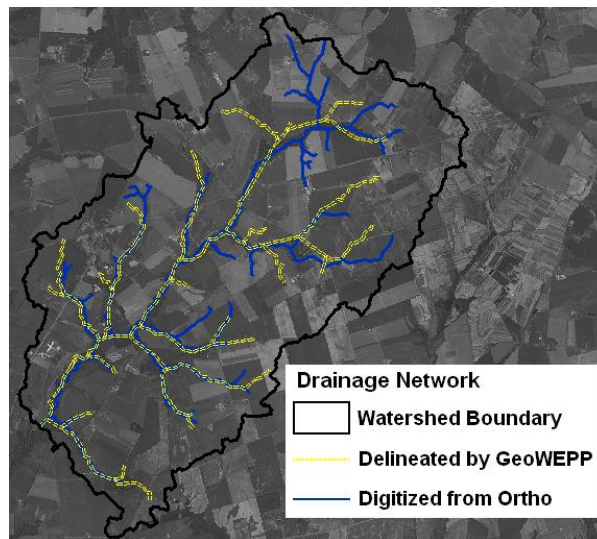 Drainage Network
Watershed Boundary
Delineated by GeoWEPP
Digitized from Ortho